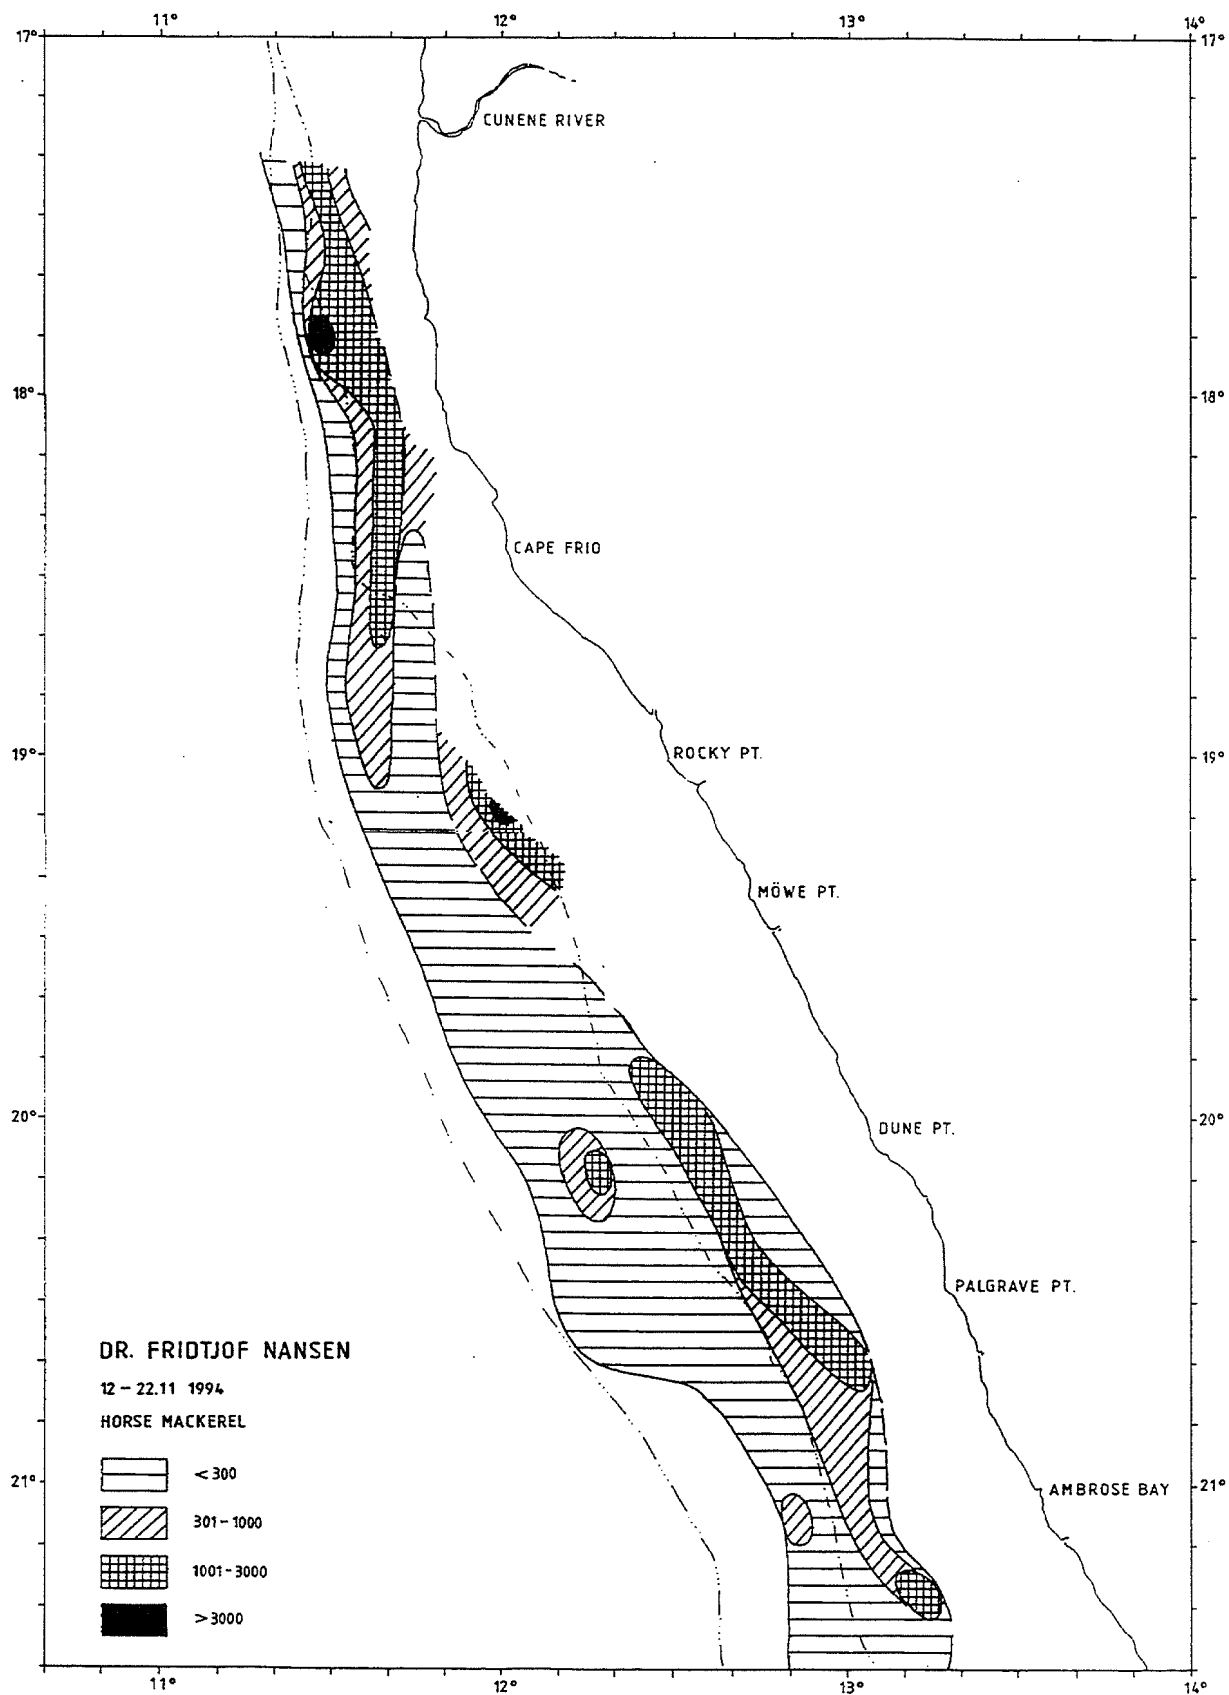 11° 12° 13° 14°
17° 17°
CUNENE RIVER
18° 18°
CAPE FRIO
19° 19°
ROCKY PT.
MÖWE PT.
20° 20°
DUNE PT.
PALGRAVE PT.
DR. FRIDTJOF NANSEN
12 – 22.11 1994
HORSE MACKEREL
< 300
21° 21°
AMBROSE BAY
301 – 1000
1001 - 3000
> 3000
11° 12° 13° 14°